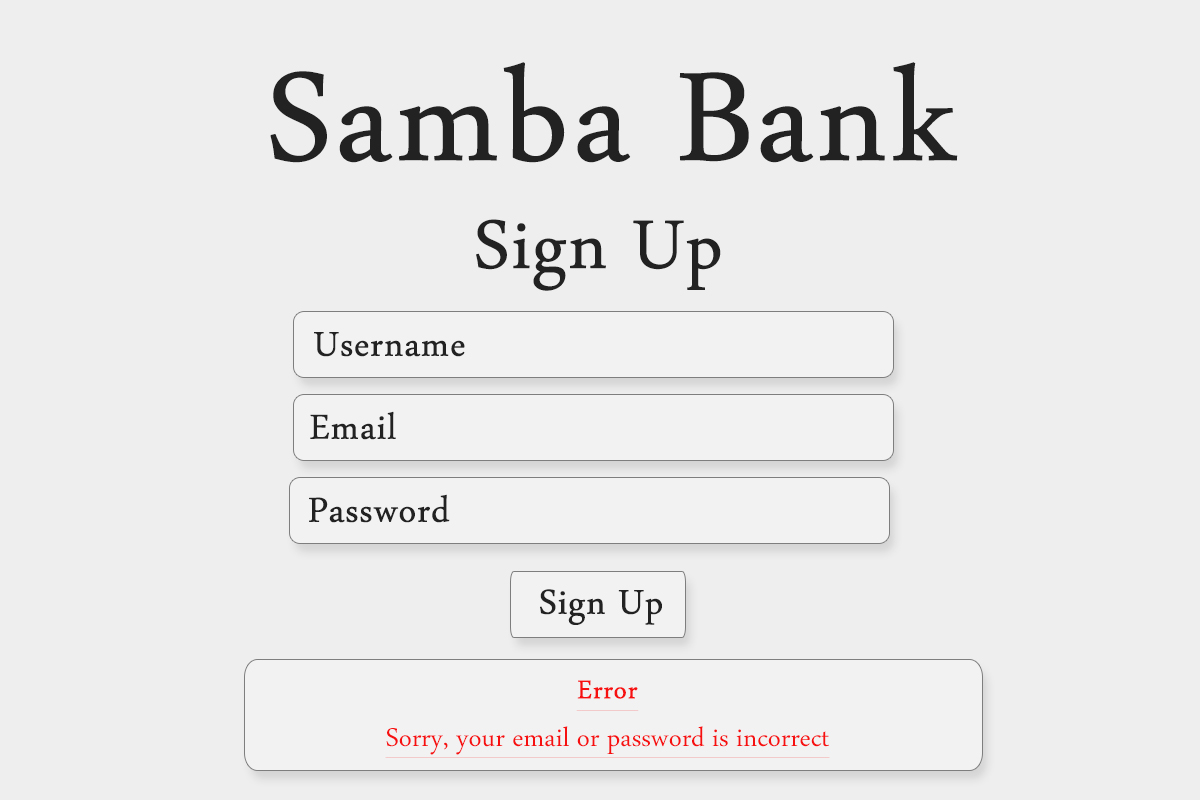 Samba Bank
Sign Up
Username
Email
Password
Sign Up
Error
Sorry, your email or password is incorrect